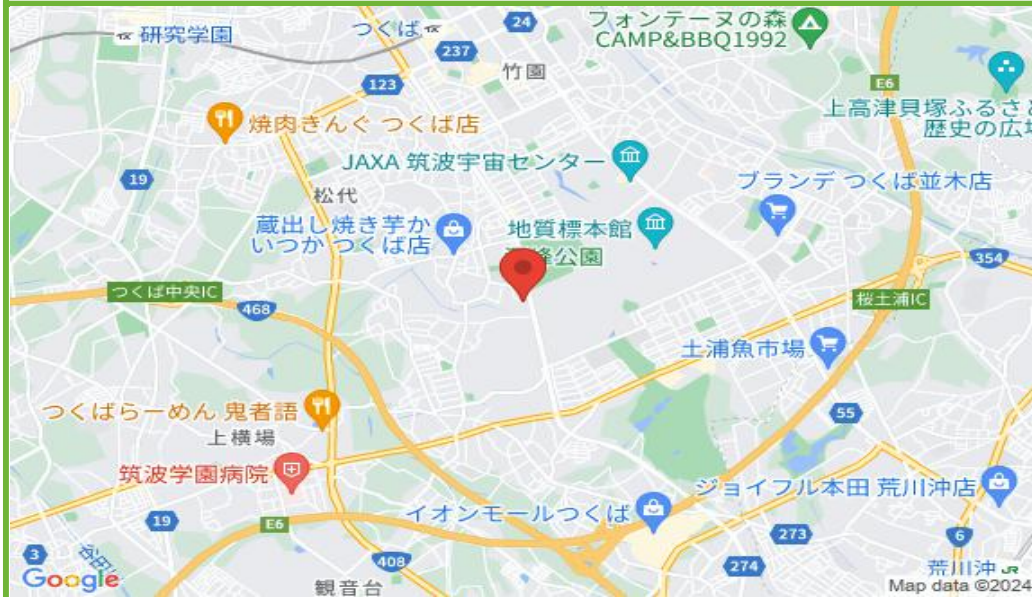 フォンテーヌの森
CAMP&BBQ1992
24
つくば
研究学園
237
竹園
123
E6
上高津貝塚ふるさと
歴史の広場
焼肉きんぐ つくば店
JAXA 筑波宇宙センター
19
松代
ブランデ つくば並木店
蔵出し焼き芋か
いつか つくば店
地質標本館
公園
354
つくば中央IC
468
桜土浦IC
土浦魚市場
つくばらーめん 鬼者語
上横場
55
筑波学園病院
ジョイフル本田 荒川沖店
イオンモールつくば
19
E6
273
6
3
谷田
408
274
荒川沖 JR
Google
観音台
Map data ©2024